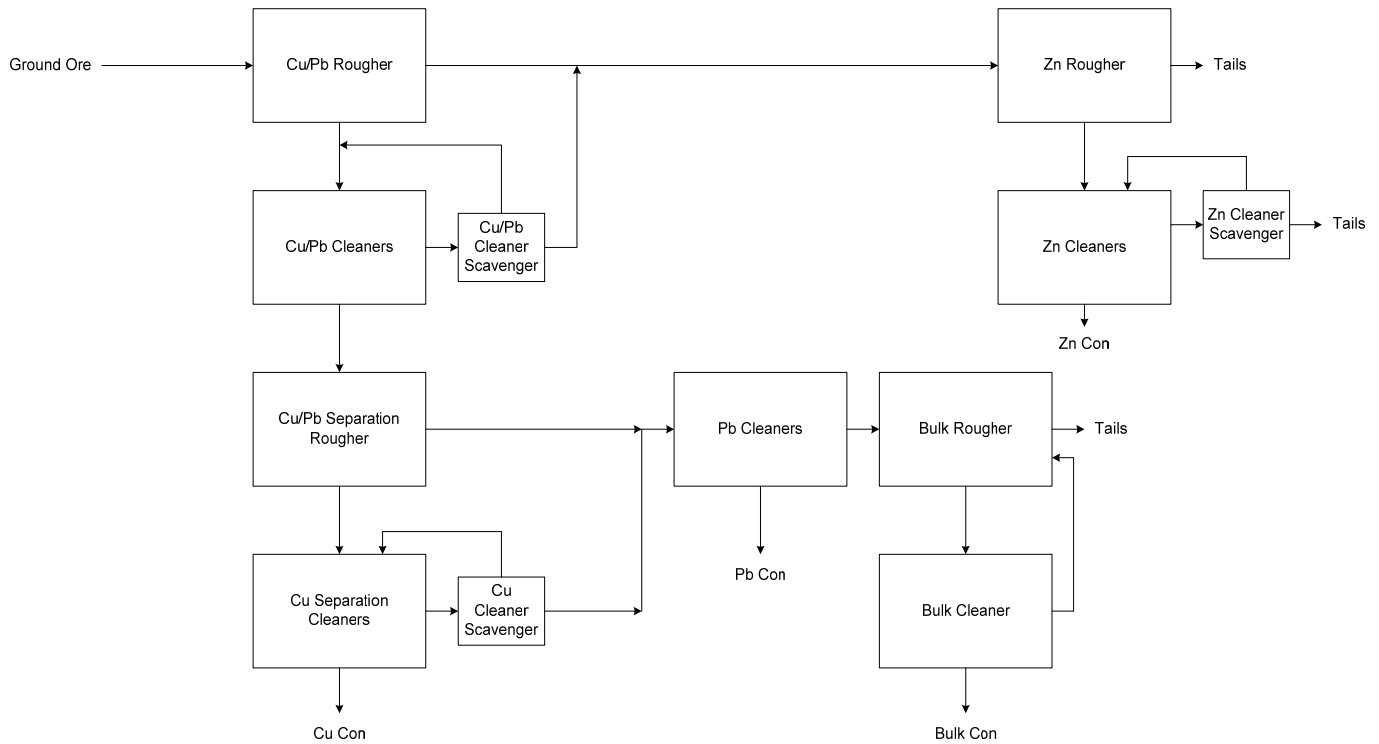 Ground Ore
Cu/Pb Rougher
Zn Rougher
Tails
Cu/Pb Cleaners
Cu/Pb
Cleaner
Scavenger
Zn Cleaners
Zn Cleaner
Scavenger
Tails
Zn Con
Cu/Pb Separation
Rougher
Pb Cleaners
Bulk Rougher
Tails
Pb Con
Cu Separation
Cleaners
Cu
Cleaner
Scavenger
Bulk Cleaner
Cu Con
Bulk Con